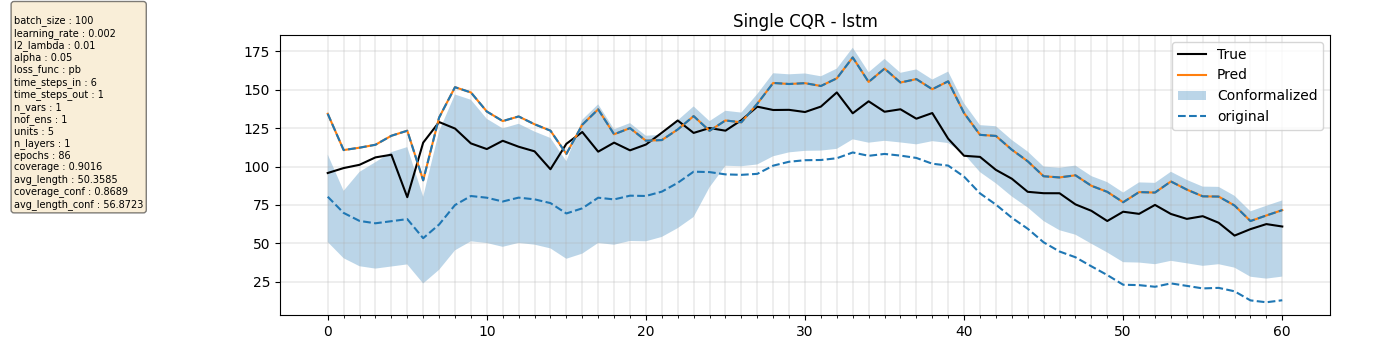 Single CQR - lstm
batch_size : 100
learning_rate : 0.002
l2_lambda : 0.01
alpha : 0.05
loss_func : pb
time_steps_in : 6
time_steps_out : 1
n_vars : 1
nof_ens : 1
units : 5
n_layers : 1
epochs : 86
coverage : 0.9016
avg_length : 50.3585
coverage_conf : 0.8689
avg_length_conf : 56.8723
175
150
125
100
75
50
25
0
10
20
30
40
50
60
True
Pred
Conformalized
original